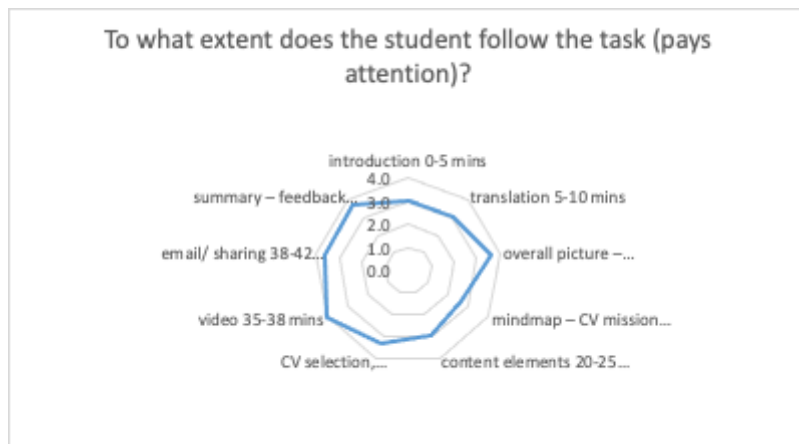 To what extent does the student follow the task (pays
attention)?
introduction 0-5 mins
4.0
summary – feedback...
3.0
translation 5-10 mins
2.0
email/ sharing 38-42...
1.0
overall picture –...
0.0
video 35-38 mins
mindmap – CV mission...
CV selection,...
content elements 20-25...